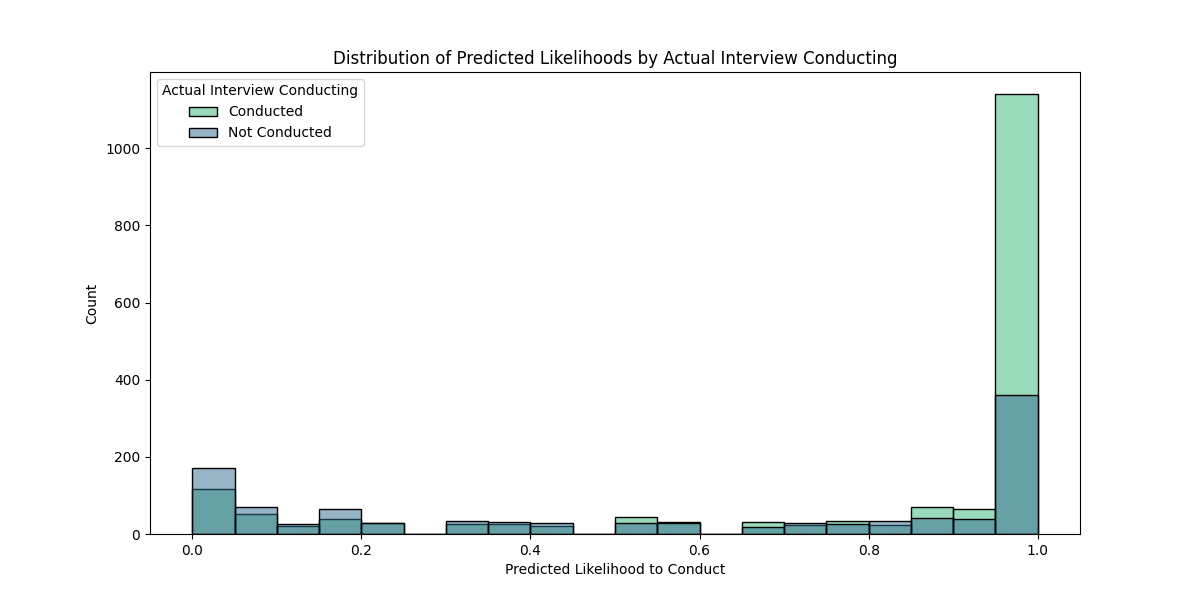 Distribution of Predicted Likelihoods by Actual Interview Conducting
Actual Interview Conducting
Conducted
Not Conducted
1000
800
600
400
200
0
Count
0.0 0.2 0.4 0.6 0.8 1.0
Predicted Likelihood to Conduct